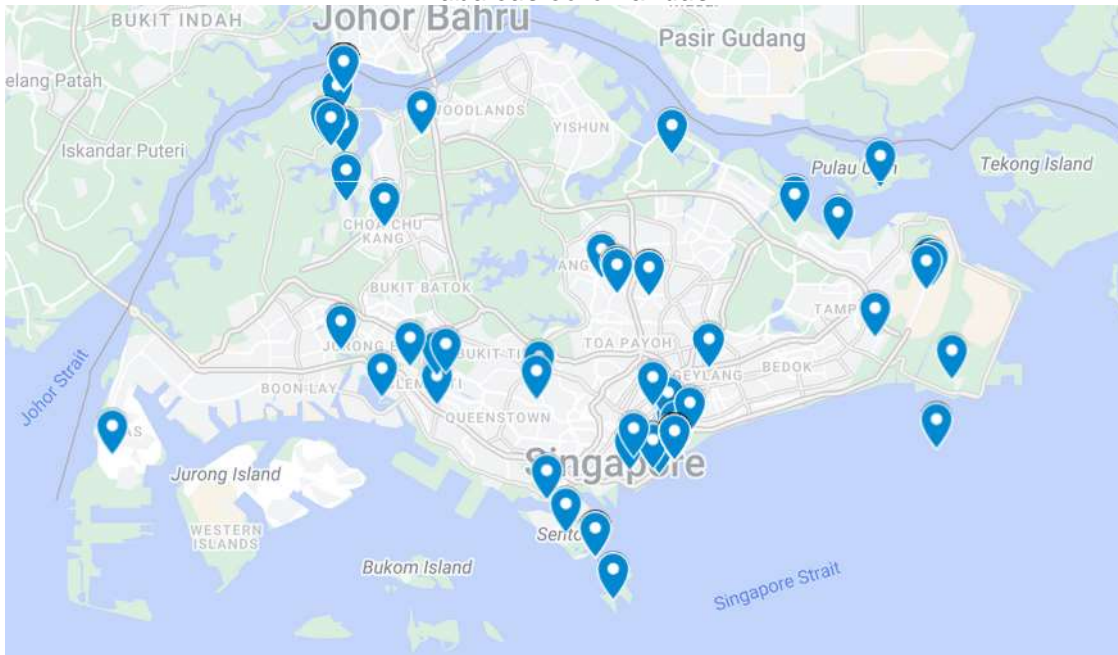 BUKIT INDAH
Johor Bahru
Pasir Gudang
elang Patah
WOODLANDS
YISHUN
Iskandar Puteri
Pulau U
Tekong Island
CHOA CHU
KANG
ANG
BUKIT BATOK
TAMP
JURONG E
BUKIT TI
TOA PAYOH
BOON LAY
LEM
TI
GEYLANG
BEDOK
Johor Strait
QUEENSTOWN
AS
Singapore
Jurong Island
WESTERN
ISLANDS
Sento
Bukom Island
Singapore Strait